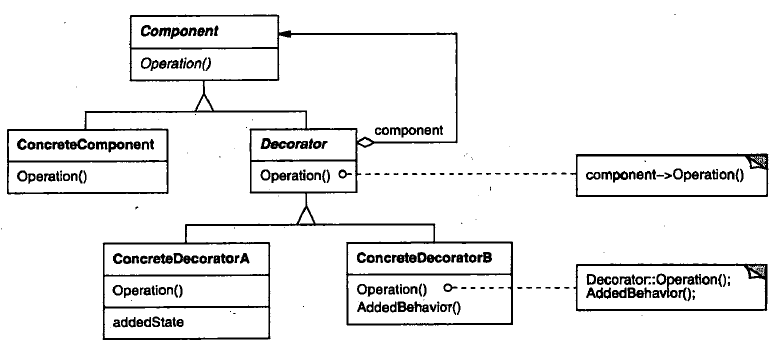 Component
Operation()
component
ConcreteComponent
Operation()
Decorator
Operation()
component->Operation()
ConcreteDecoratorA
Operation()
addedState
ConcreteDecoratorB
Operation()
AddedBehavior()
Decorator::Operation();
AddedBehavior();